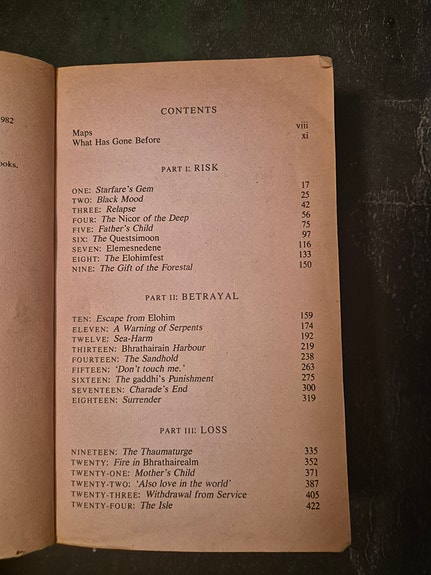 982
ooks.
CONTENTS
Maps viii
What Has Gone Before xi
PART I: RISK
ONE: Starfare's Gem 17
TWO: Black Mood 25
THREE: Relapse 42
FOUR: The Nicor of the Deep 56
FIVE: Father's Child 75
SIX: The Questsimoon 97
SEVEN: Elemesnedene 116
EIGHT: The Elohimfest 133
NINE: The Gift of the Forestal 150
PART II: BETRAYAL
TEN: Escape from Elohim 159
ELEVEN: A Warning of Serpents 174
TWELVE: Sea-Harm 192
THIRTEEN: Bhrathairain Harbour 219
FOURTEEN: The Sandhold 238
FIFTEEN: 'Don't touch me.' 263
SIXTEEN: The gaddhi's Punishment 275
SEVENTEEN: Charade's End 300
EIGHTEEN: Surrender 319
PART III: LOSS
NINETEEN: The Thaumaturge 335
TWENTY: Fire in Bhrathairealm 352
TWENTY-ONE: Mother's Child 371
TWENTY-TWO: 'Also love in the world' 387
TWENTY-THREE: Withdrawal from Service 405
TWENTY-FOUR: The Isle 422